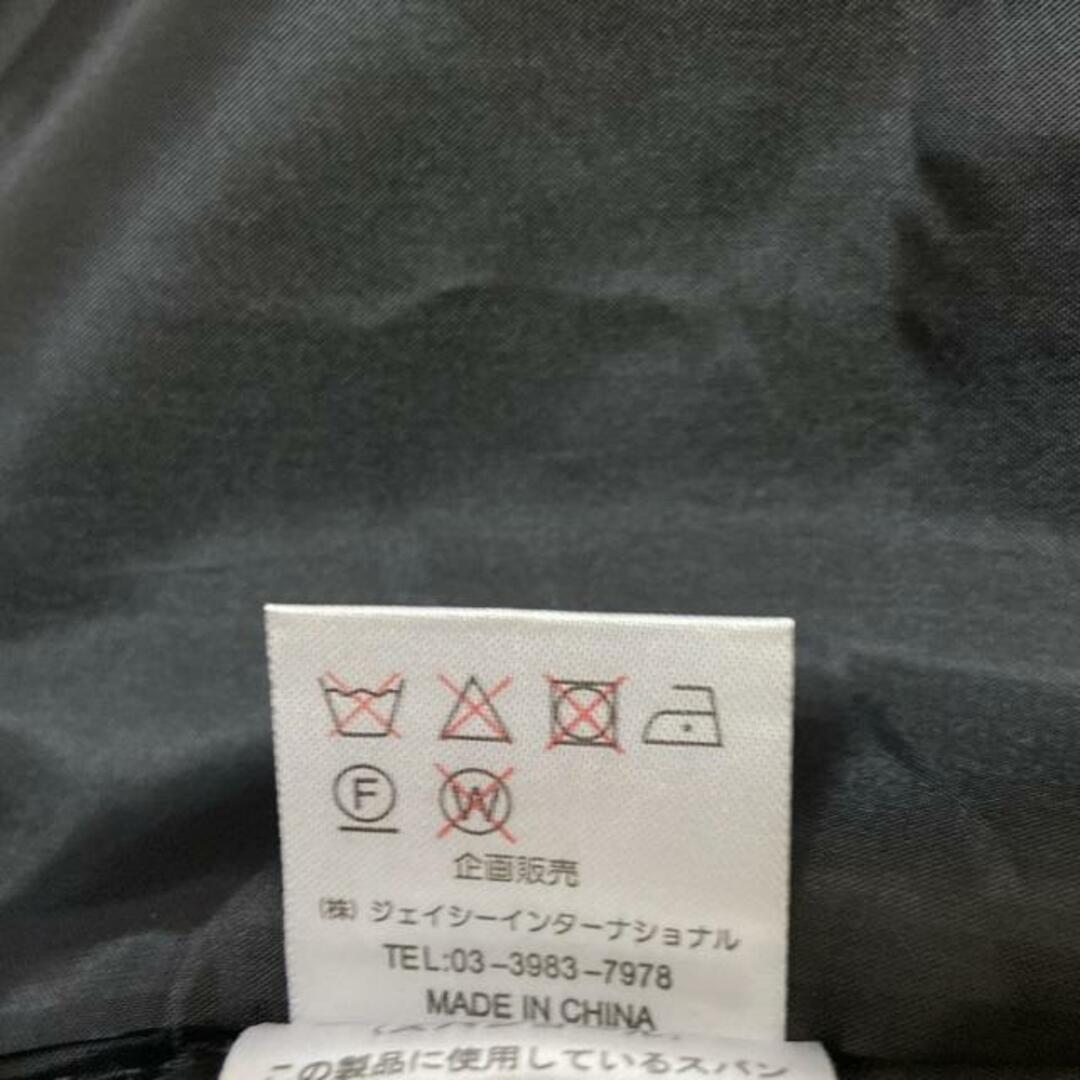 F W
企画販売
(株) ジェイシーインターナショナル
TEL:03-3983-7978
MADE IN CHINA
この製品に使用しているスパン